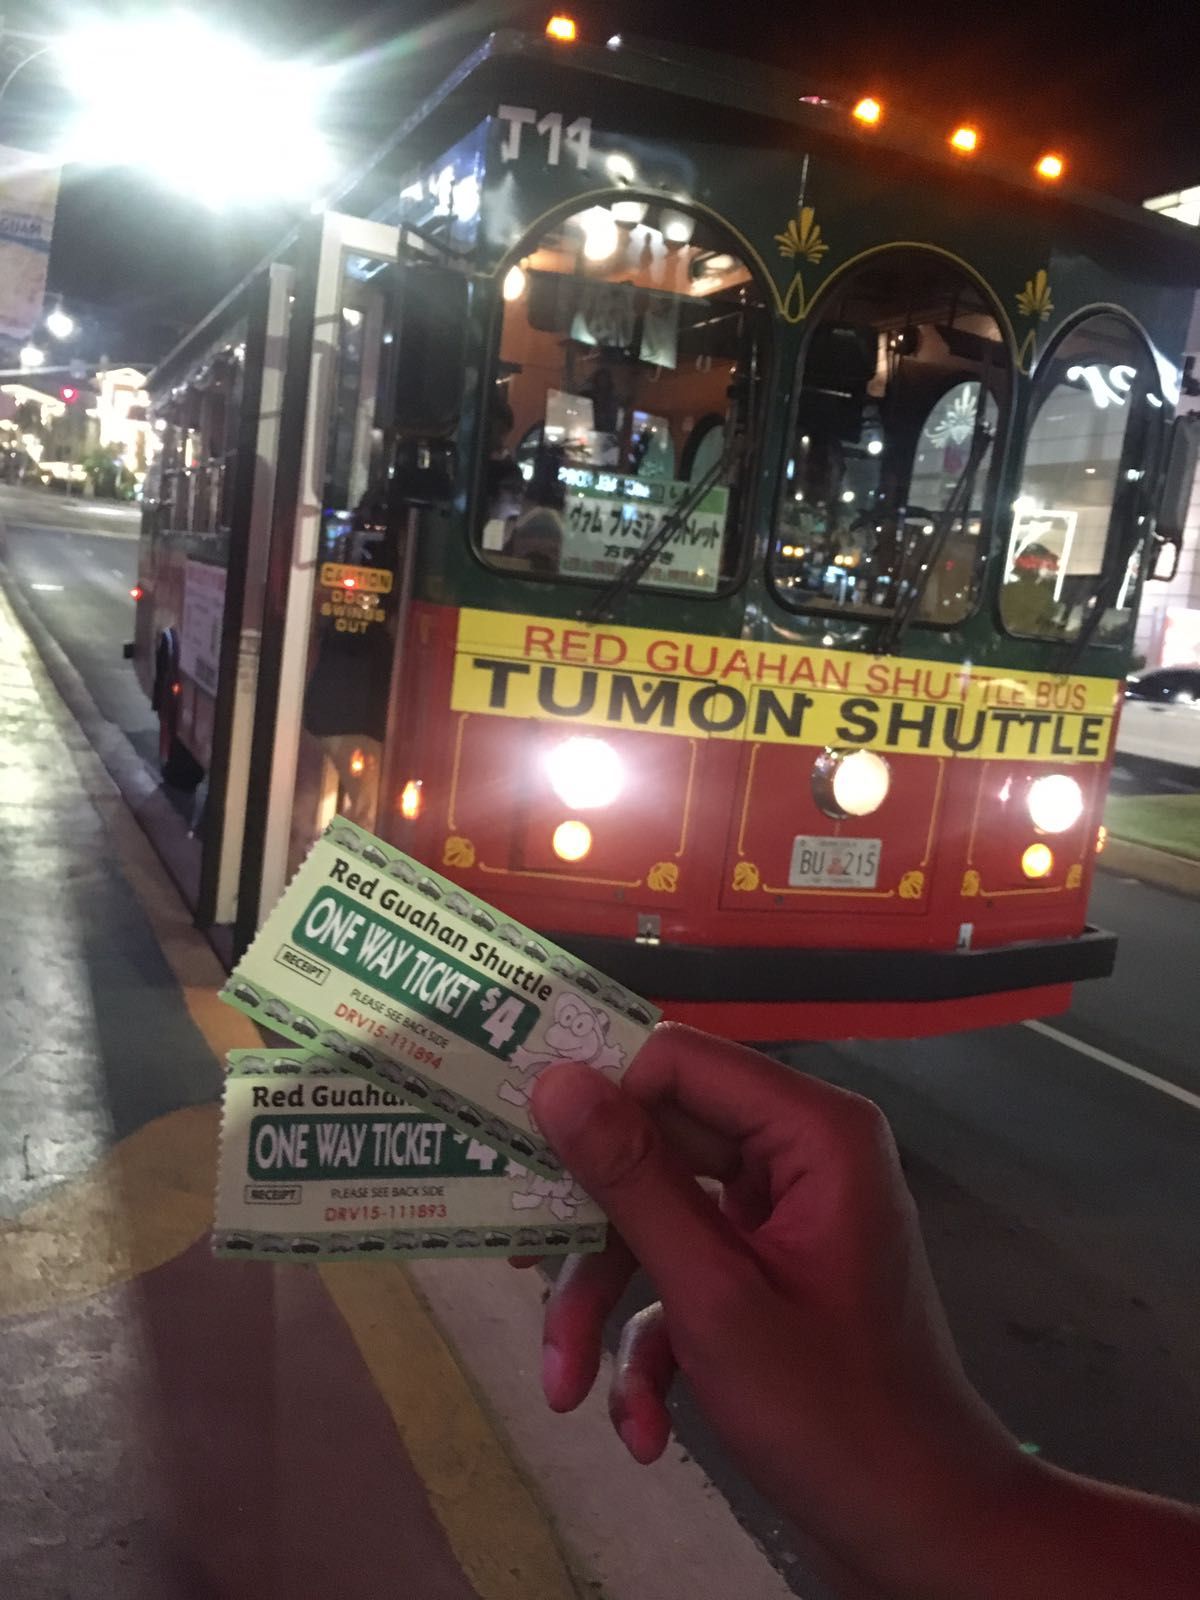 GUAM
T14
グアム プレミア アウトレット
CAUTION
DOOR
SWINGS
OUT
RED GUAHAN SHUTTLE BUS
TUMON SHUTTLE
BU 215
Red Guahan Shuttle
ONE WAY TICKET $4
RECEIPT
PLEASE SEE BACK SIDE
DRV15-111894
Red Guahan
ONE WAY TICKET $4
RECEIPT
PLEASE SEE BACK SIDE
DRV15-111893